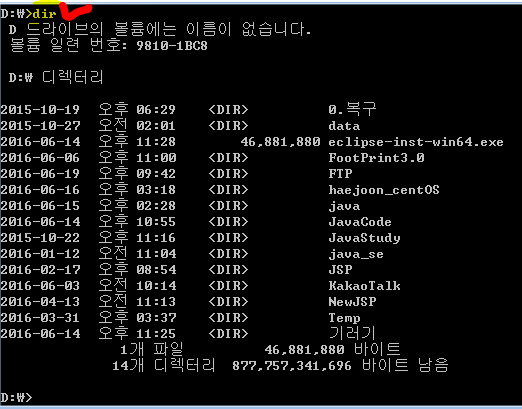 D:₩>dir
D 드라이브의 볼륨에는 이름이 없습니다.
볼륨 일련 번호: 9810-1BC8
D:₩ 디렉터리
2015-10-19 오후 06:29 <DIR> 0.복구
2015-10-27 오전 02:01 <DIR> data
2016-06-14 오후 11:28 46,881,880 eclipse-inst-win64.exe
2016-06-06 오후 11:00 <DIR> FootPrint3.0
2016-06-19 오후 09:42 <DIR> FTP
2016-06-16 오후 03:18 <DIR> haejoon_centOS
2016-06-15 오후 02:28 <DIR> java
2016-06-14 오후 10:55 <DIR> JavaCode
2015-10-22 오후 11:16 <DIR> JavaStudy
2016-01-12 오전 11:04 <DIR> java_se
2016-02-17 오후 08:54 <DIR> JSP
2016-06-03 오전 10:14 <DIR> KakaoTalk
2016-04-13 오전 11:13 <DIR> NewJSP
2016-03-31 오후 03:37 <DIR> Temp
2016-06-14 오후 11:25 <DIR> 기러기
1개 파일 46,881,880 바이트
14개 디렉터리 877,757,341,696 바이트 남음
D:₩>